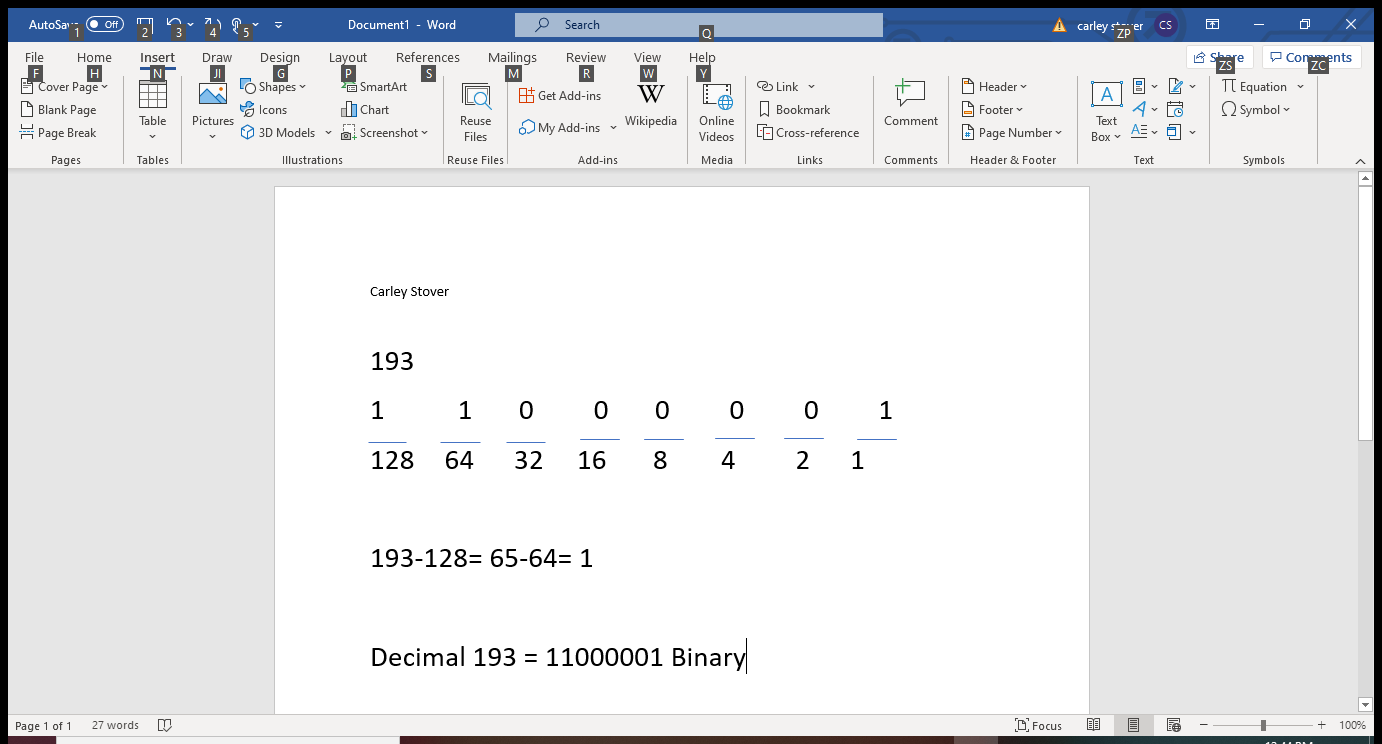 AutoSave Off Document1 - Word Search carley stover CS
1 2 3 4 5 Q ZP
File Home Insert Draw Design Layout References Mailings Review View Help Share Comments
F H N JI G P S M R W Y ZS ZC
Cover Page Shapes SmartArt Get Add-ins W Link Header A Equation
Blank Page Table Pictures Icons Chart Reuse Files My Add-ins Wikipedia Online Videos Bookmark Comment Footer Text Box Symbol
Page Break 3D Models Screenshot Cross-reference Page Number
Pages Tables Illustrations Reuse Files Add-ins Media Links Comments Header & Footer Text Symbols
Carley Stover
193
1 1 0 0 0 0 0 1
128 64 32 16 8 4 2 1
193-128= 65-64= 1
Decimal 193 = 11000001 Binary
Page 1 of 1 27 words Focus 100%